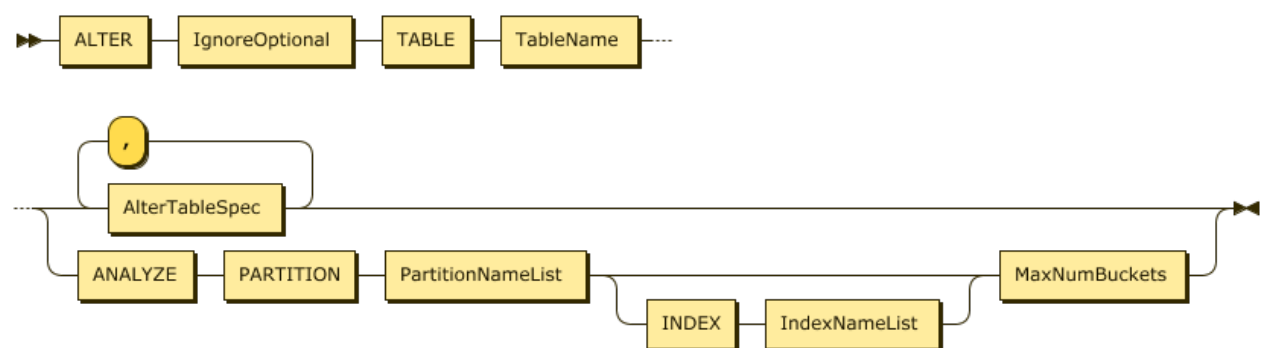 ALTER IgnoreOptional TABLE TableName
,
AlterTableSpec
ANALYZE PARTITION PartitionNameList MaxNumBuckets
INDEX IndexNameList